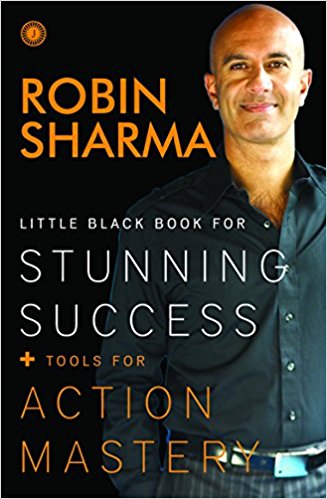 J
ROBIN
SHARMA
LITTLE BLACK BOOK FOR
STUNNING
SUCCESS
+ TOOLS FOR
ACTION
MASTERY